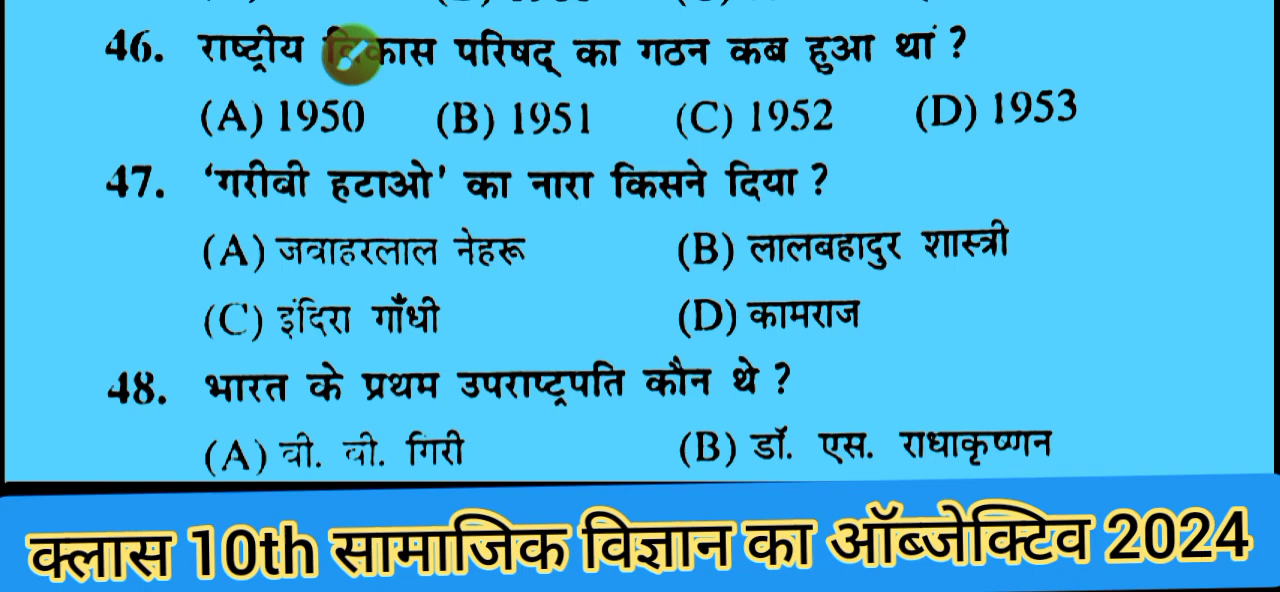 46. राष्ट्रीय विकास परिषद् का गठन कब हुआ थां ?
(A) 1950 (B) 1951 (C) 1952 (D) 1953
47. ‘गरीबी हटाओ’ का नारा किसने दिया ?
(A) जवाहरलाल नेहरू (B) लालबहादुर शास्त्री
(C) इंदिरा गाँधी (D) कामराज
48. भारत के प्रथम उपराष्ट्रपति कौन थे ?
(A) वी. वी. गिरी (B) डॉ. एस. राधाकृष्णन
क्लास 10th सामाजिक विज्ञान का ऑब्जेक्टिव 2024